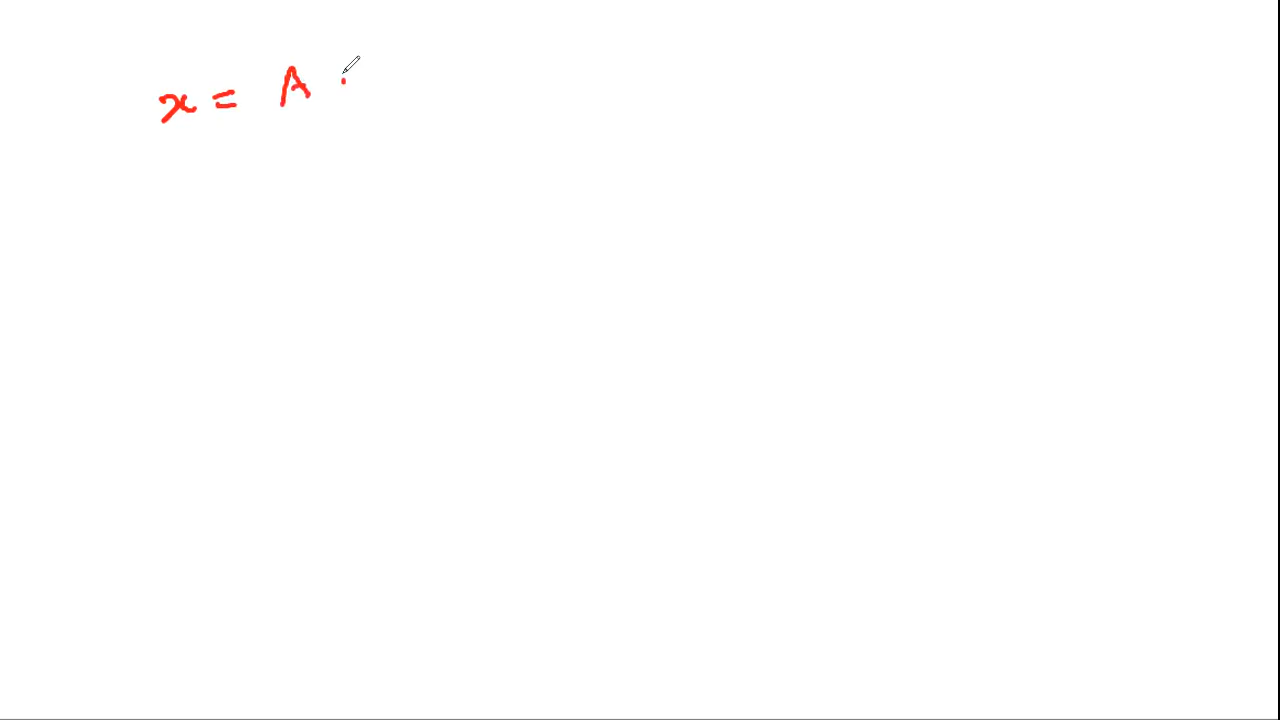 x = A